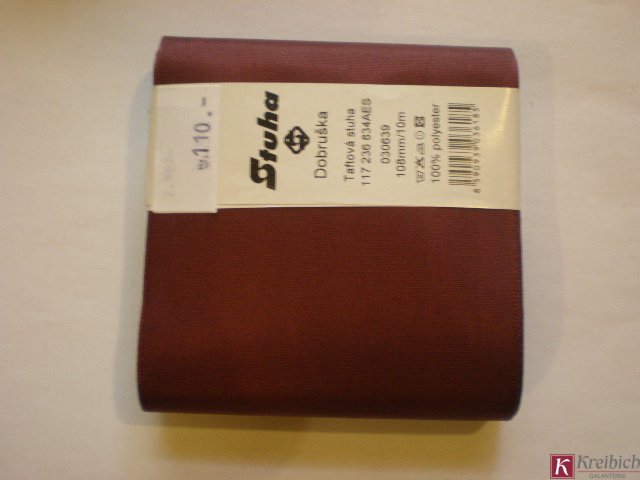 110.-
Stuha
Dobruška
Taftová stuha
117 236 834AES
030639
108mm/10m
100% polyester
K Kreibich
GALANTERIE